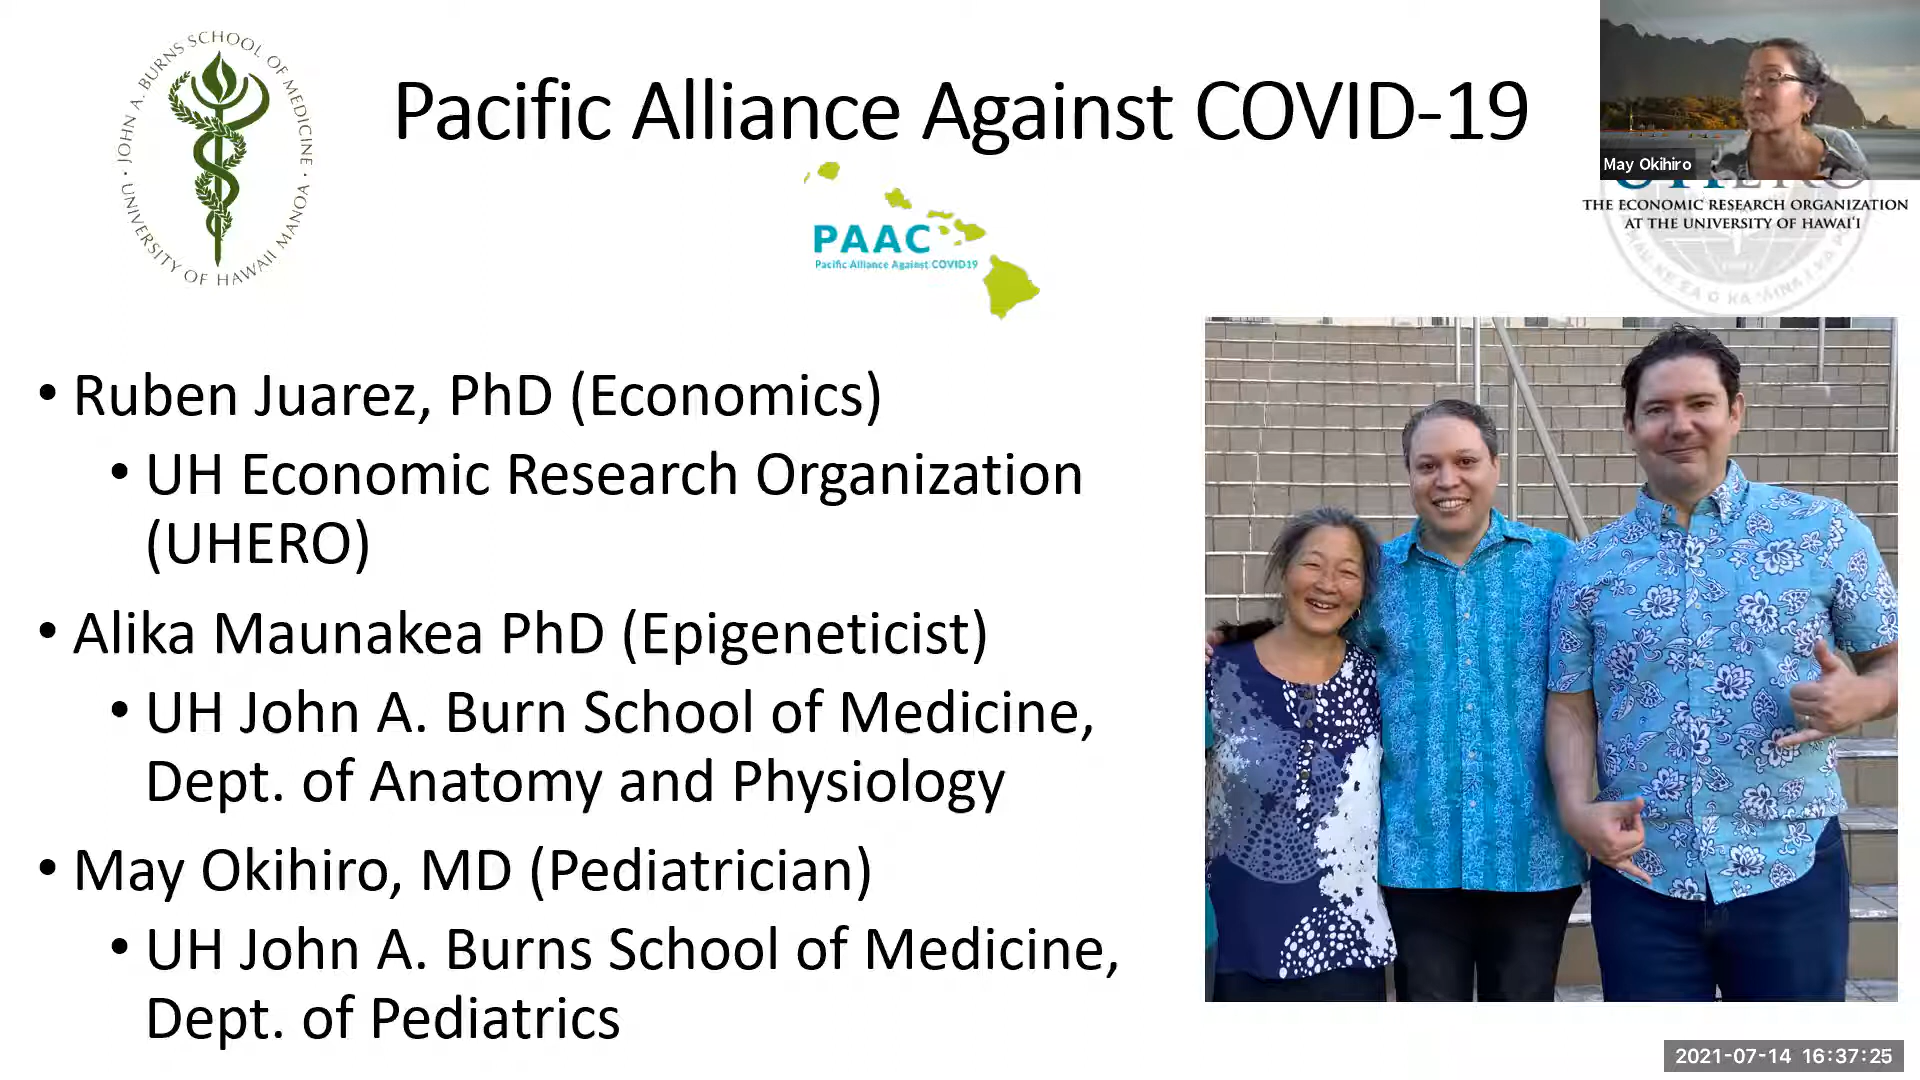 JOHN A. BURNS SCHOOL OF MEDICINE · UNIVERSITY OF HAWAII MANOA ·
Pacific Alliance Against COVID-19
May Okihiro
THE ECONOMIC RESEARCH ORGANIZATION
AT THE UNIVERSITY OF HAWAIʻI
PAAC
Pacific Alliance Against COVID19
• Ruben Juarez, PhD (Economics)
• UH Economic Research Organization
(UHERO)
• Alika Maunakea PhD (Epigeneticist)
• UH John A. Burn School of Medicine,
Dept. of Anatomy and Physiology
• May Okihiro, MD (Pediatrician)
• UH John A. Burns School of Medicine,
Dept. of Pediatrics
2021-07-14 16:37:25